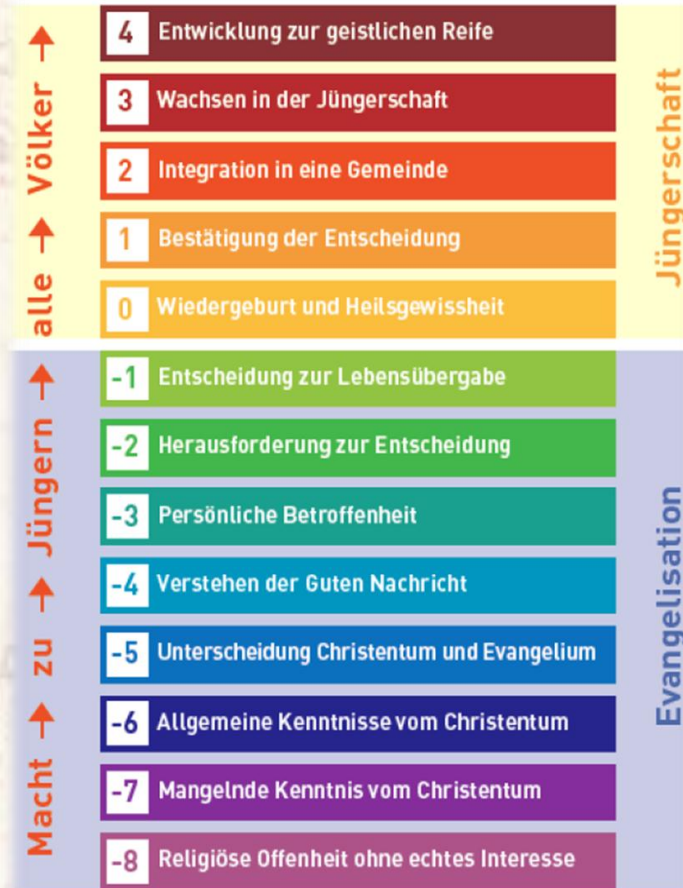 4 Entwicklung zur geistlichen Reife
3 Wachsen in der Jüngerschaft
2 Integration in eine Gemeinde
1 Bestätigung der Entscheidung
0 Wiedergeburt und Heilsgewissheit
-1 Entscheidung zur Lebensübergabe
-2 Herausforderung zur Entscheidung
-3 Persönliche Betroffenheit
-4 Verstehen der Guten Nachricht
-5 Unterscheidung Christentum und Evangelium
-6 Allgemeine Kenntnisse vom Christentum
-7 Mangelnde Kenntnis vom Christentum
-8 Religiöse Offenheit ohne echtes Interesse
Macht → zu → Jüngern → alle → Völker →
Jüngerschaft
Evangelisation